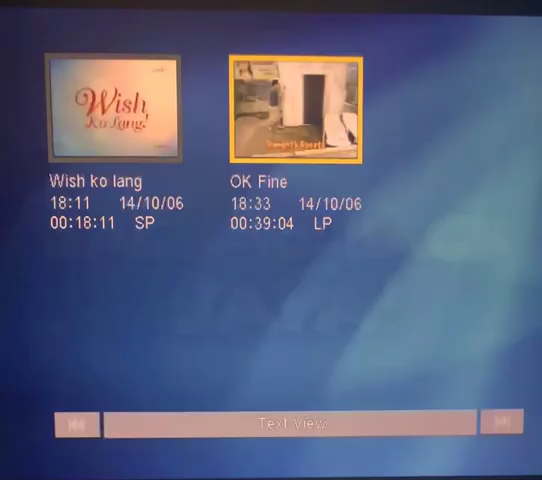 Wish
Ko Lang!
Wish ko lang
18:11 14/10/06
00:18:11 SP
OK Fine
18:33 14/10/06
00:39:04 LP
Text View